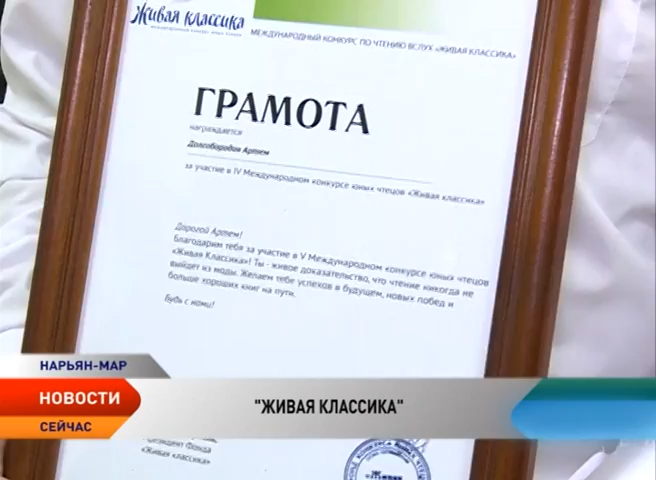 Живая классика
МЕЖДУНАРОДНЫЙ КОНКУРС ПО ЧТЕНИЮ ВСЛУХ «ЖИВАЯ КЛАССИКА»
ГРАМОТА
награждается
Долгобородов Артем
за участие в IV Международном конкурсе юных чтецов «Живая классика»
Дорогой Артем!
Благодарим тебя за участие в V Международном конкурсе юных чтецов
«Живая Классика»! Ты - живое доказательство, что чтение никогда не
выйдет из моды. Желаем тебе успехов в будущем, новых побед и
больше хороших книг на пути.
Будь с нами!
НАРЬЯН-МАР
НОВОСТИ
"ЖИВАЯ КЛАССИКА"
СЕЙЧАС
Президент Фонда
«Живая классика»